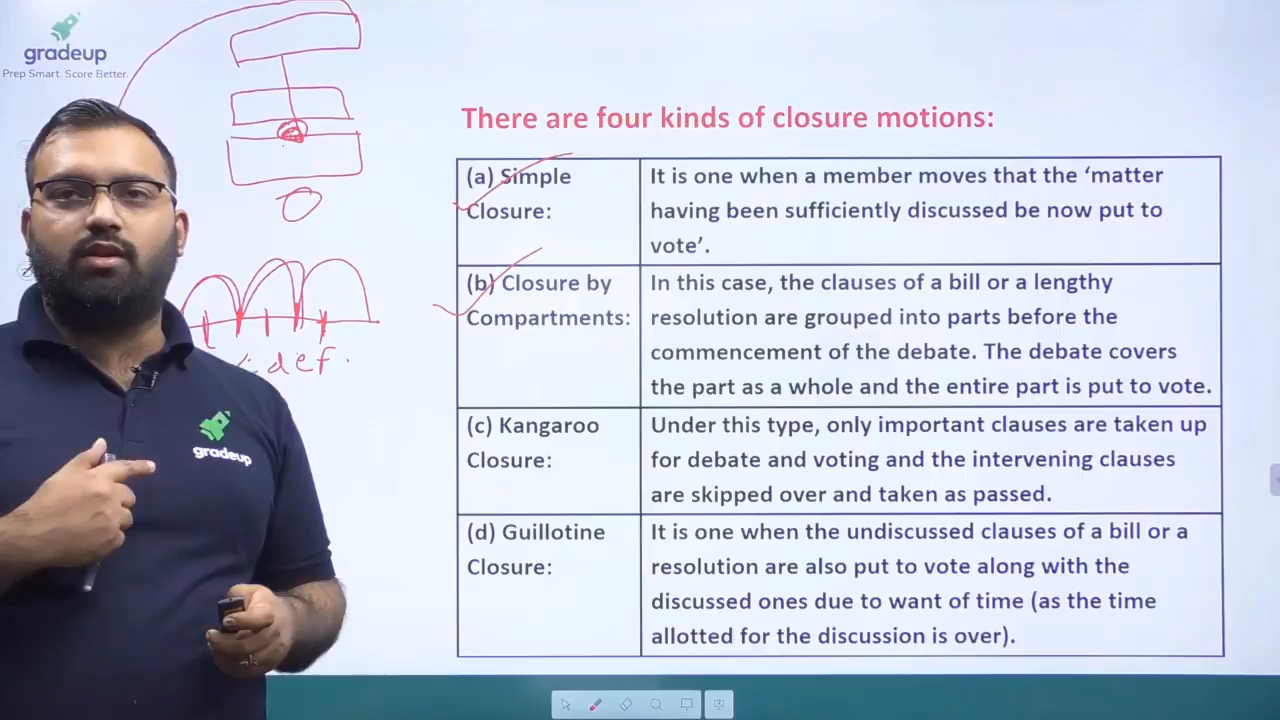 gradeup
Prep Smart. Score Better.
There are four kinds of closure motions:
(a) Simple
Closure:
It is one when a member moves that the ‘matter
having been sufficiently discussed be now put to
vote’.
(b) Closure by
Compartments:
In this case, the clauses of a bill or a lengthy
resolution are grouped into parts before the
commencement of the debate. The debate covers
the part as a whole and the entire part is put to vote.
(c) Kangaroo
Closure:
Under this type, only important clauses are taken up
for debate and voting and the intervening clauses
are skipped over and taken as passed.
(d) Guillotine
Closure:
It is one when the undiscussed clauses of a bill or a
resolution are also put to vote along with the
discussed ones due to want of time (as the time
allotted for the discussion is over).
d e f
gradeup